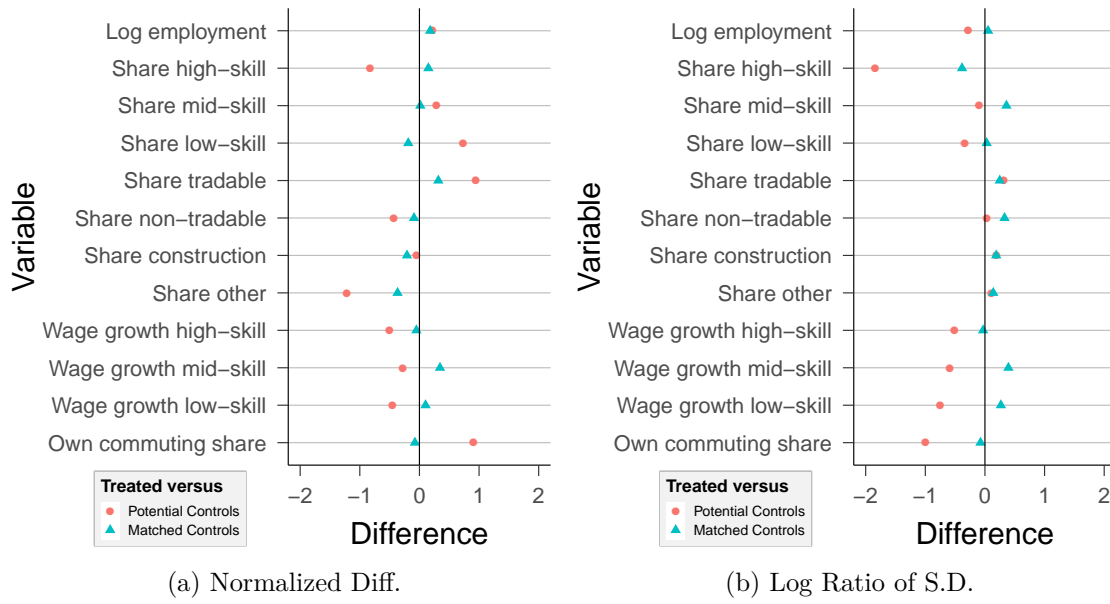 Variable
Log employment
Share high−skill
Share mid−skill
Share low−skill
Share tradable
Share non−tradable
Share construction
Share other
Wage growth high−skill
Wage growth mid−skill
Wage growth low−skill
Own commuting share
−2 −1 0 1 2
Difference
Treated versus
Potential Controls
Matched Controls
(a) Normalized Diff.
Variable
Log employment
Share high−skill
Share mid−skill
Share low−skill
Share tradable
Share non−tradable
Share construction
Share other
Wage growth high−skill
Wage growth mid−skill
Wage growth low−skill
Own commuting share
−2 −1 0 1 2
Difference
Treated versus
Potential Controls
Matched Controls
(b) Log Ratio of S.D.